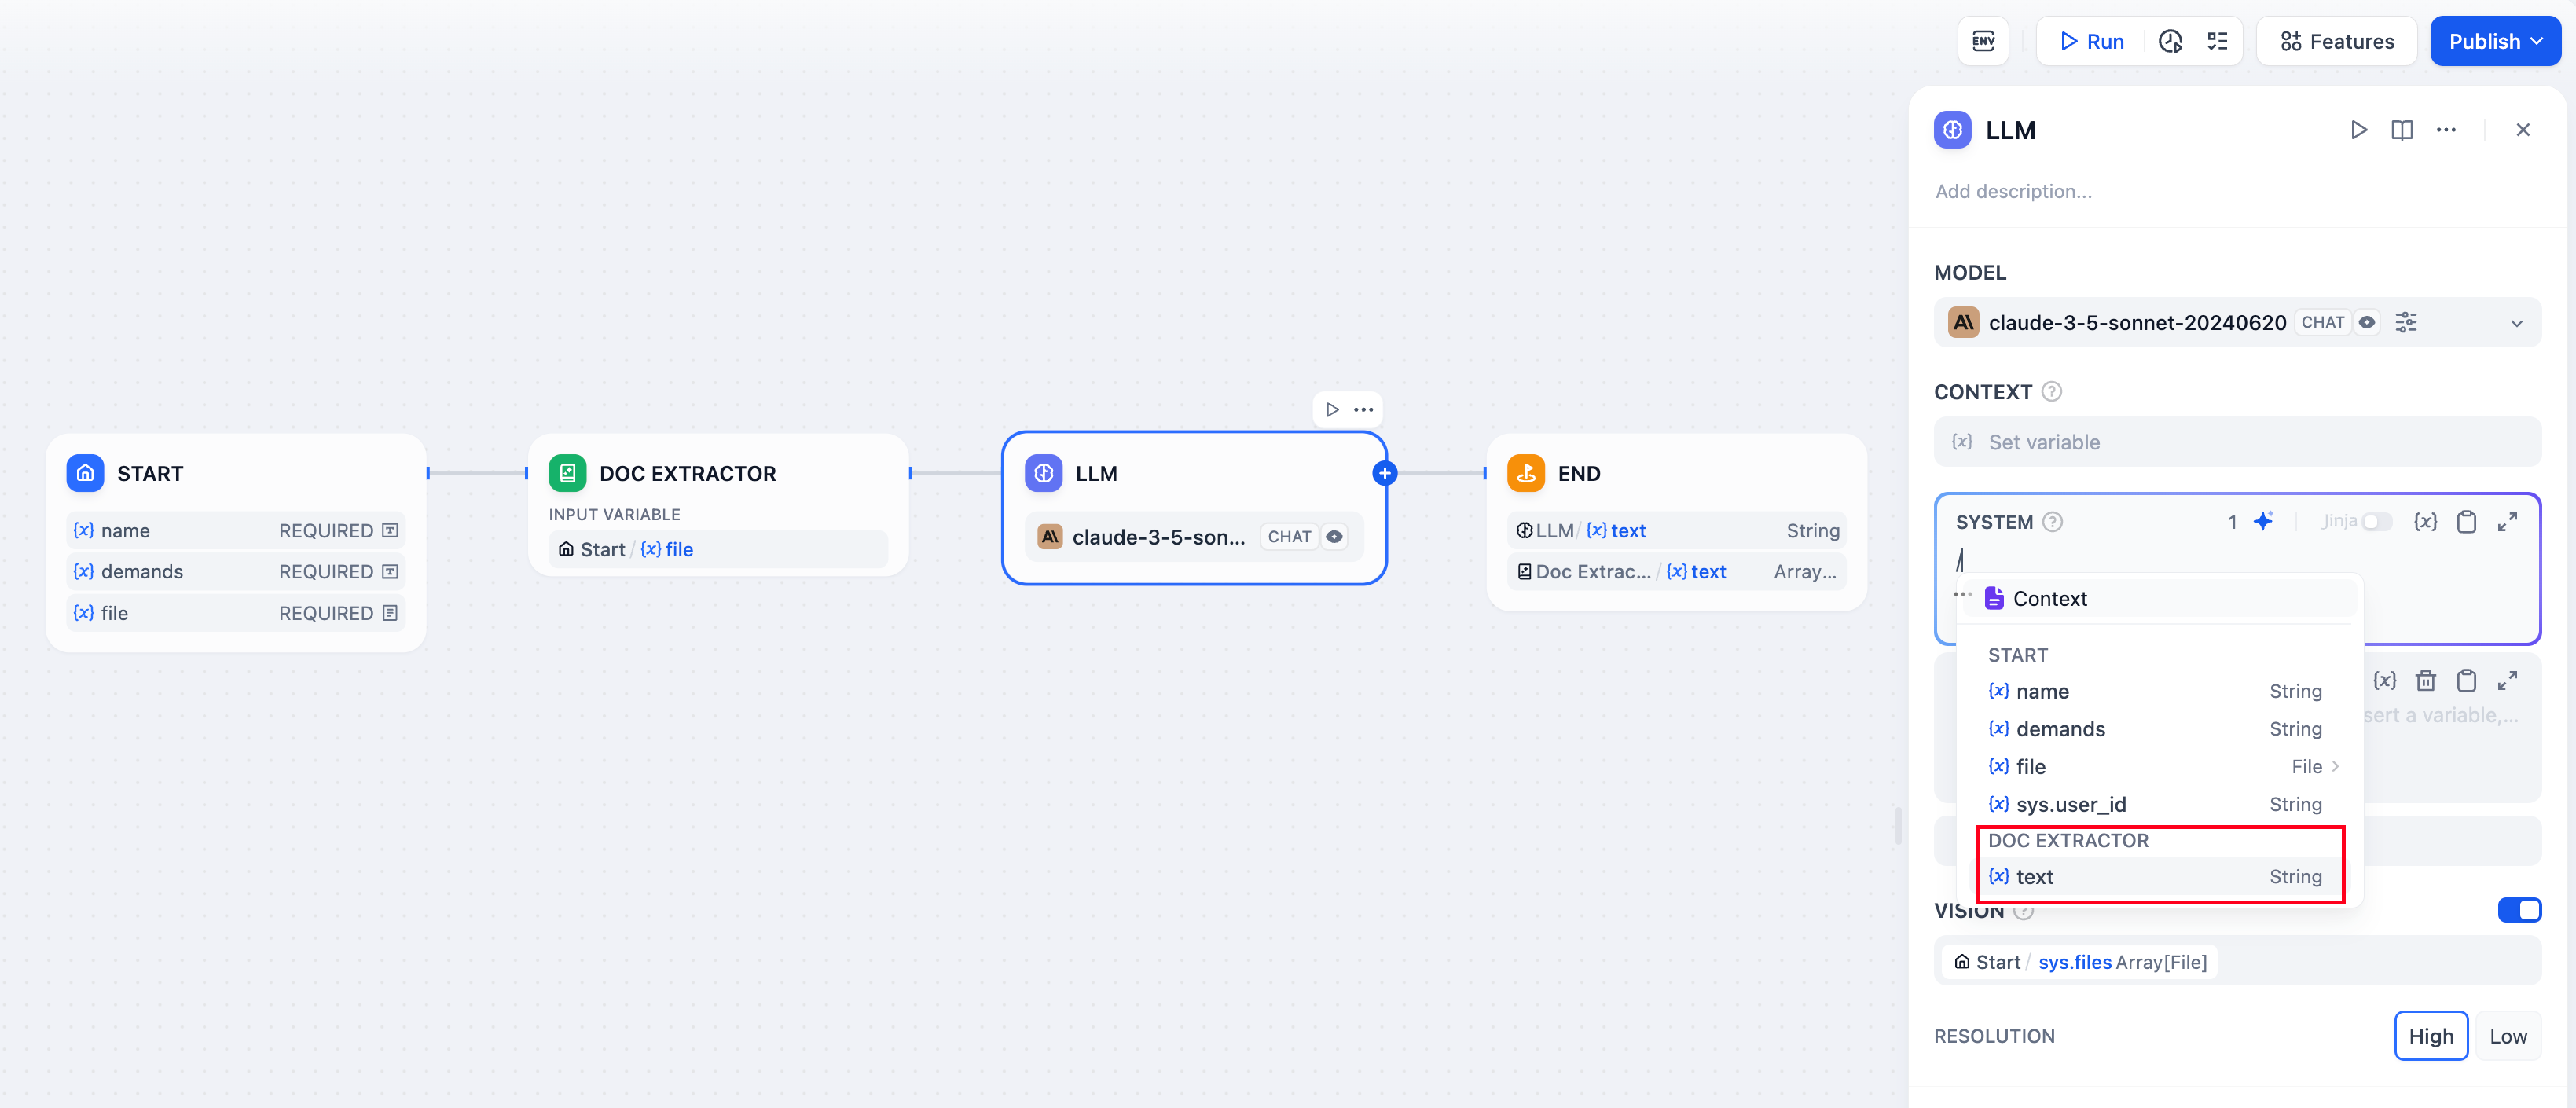 ENV
Run
Features
Publish
START
{x} name REQUIRED
{x} demands REQUIRED
{x} file REQUIRED
DOC EXTRACTOR
INPUT VARIABLE
Start / {x} file
LLM
claude-3-5-son... CHAT
END
LLM / {x} text String
Doc Extrac... / {x} text Array...
LLM
Add description...
MODEL
claude-3-5-sonnet-20240620 CHAT
CONTEXT
{x} Set variable
SYSTEM 1 Jinja {x}
/
Context
START
{x} name String
{x} demands String
{x} file File
{x} sys.user_id String
DOC EXTRACTOR
{x} text String
{x}
sert a variable,...
VISION
Start / sys.files Array[File]
RESOLUTION High Low